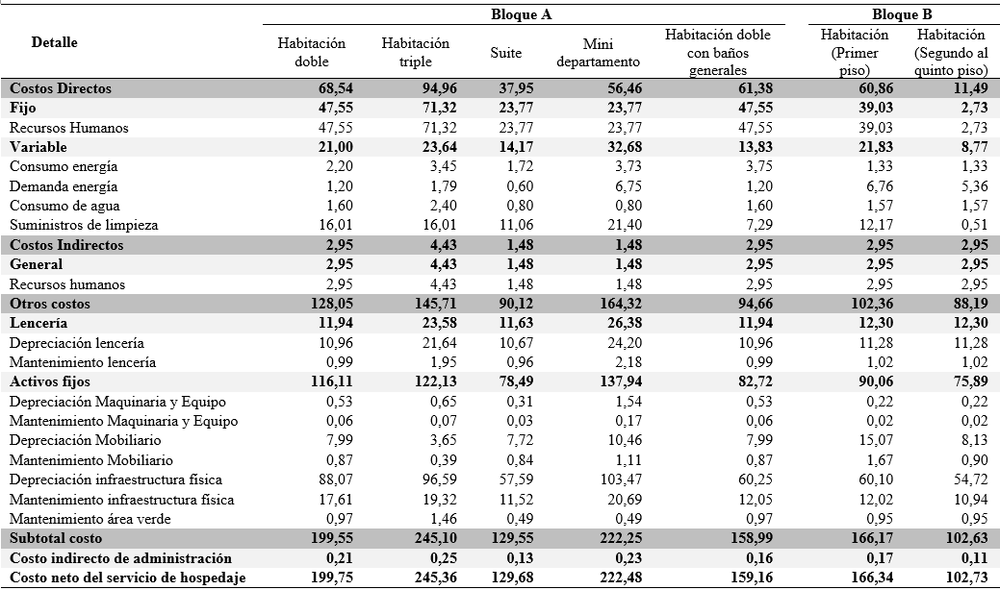 Detalle Bloque A Bloque B
Habitación doble Habitación triple Suite Mini departamento Habitación doble con baños generales Habitación (Primer piso) Habitación (Segundo al quinto piso)
Costos Directos 68,54 94,96 37,95 56,46 61,38 60,86 11,49
Fijo 47,55 71,32 23,77 23,77 47,55 39,03 2,73
Recursos Humanos 47,55 71,32 23,77 23,77 47,55 39,03 2,73
Variable 21,00 23,64 14,17 32,68 13,83 21,83 8,77
Consumo energía 2,20 3,45 1,72 3,73 3,75 1,33 1,33
Demanda energía 1,20 1,79 0,60 6,75 1,20 6,76 5,36
Consumo de agua 1,60 2,40 0,80 0,80 1,60 1,57 1,57
Suministros de limpieza 16,01 16,01 11,06 21,40 7,29 12,17 0,51
Costos Indirectos 2,95 4,43 1,48 1,48 2,95 2,95 2,95
General 2,95 4,43 1,48 1,48 2,95 2,95 2,95
Recursos humanos 2,95 4,43 1,48 1,48 2,95 2,95 2,95
Otros costos 128,05 145,71 90,12 164,32 94,66 102,36 88,19
Lencería 11,94 23,58 11,63 26,38 11,94 12,30 12,30
Depreciación lencería 10,96 21,64 10,67 24,20 10,96 11,28 11,28
Mantenimiento lencería 0,99 1,95 0,96 2,18 0,99 1,02 1,02
Activos fijos 116,11 122,13 78,49 137,94 82,72 90,06 75,89
Depreciación Maquinaria y Equipo 0,53 0,65 0,31 1,54 0,53 0,22 0,22
Mantenimiento Maquinaria y Equipo 0,06 0,07 0,03 0,17 0,06 0,02 0,02
Depreciación Mobiliario 7,99 3,65 7,72 10,46 7,99 15,07 8,13
Mantenimiento Mobiliario 0,87 0,39 0,84 1,11 0,87 1,67 0,90
Depreciación infraestructura física 88,07 96,59 57,59 103,47 60,25 60,10 54,72
Mantenimiento infraestructura física 17,61 19,32 11,52 20,69 12,05 12,02 10,94
Mantenimiento área verde 0,97 1,46 0,49 0,49 0,97 0,95 0,95
Subtotal costo 199,55 245,10 129,55 222,25 158,99 166,17 102,63
Costo indirecto de administración 0,21 0,25 0,13 0,23 0,16 0,17 0,11
Costo neto del servicio de hospedaje 199,75 245,36 129,68 222,48 159,16 166,34 102,73